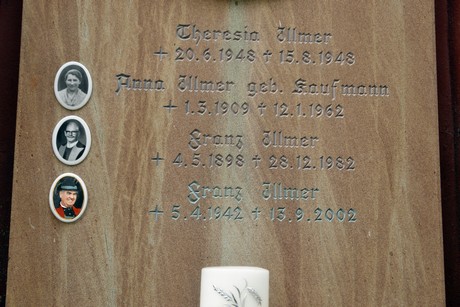 Theresia Illmer
+ 20.6.1948 ✝ 15.8.1948
Anna Illmer geb. Kaufmann
+ 1.3.1909 ✝ 12.1.1962
Franz Illmer
+ 4.5.1898 ✝ 28.12.1982
Franz Illmer
+ 5.4.1942 ✝ 13.9.2002